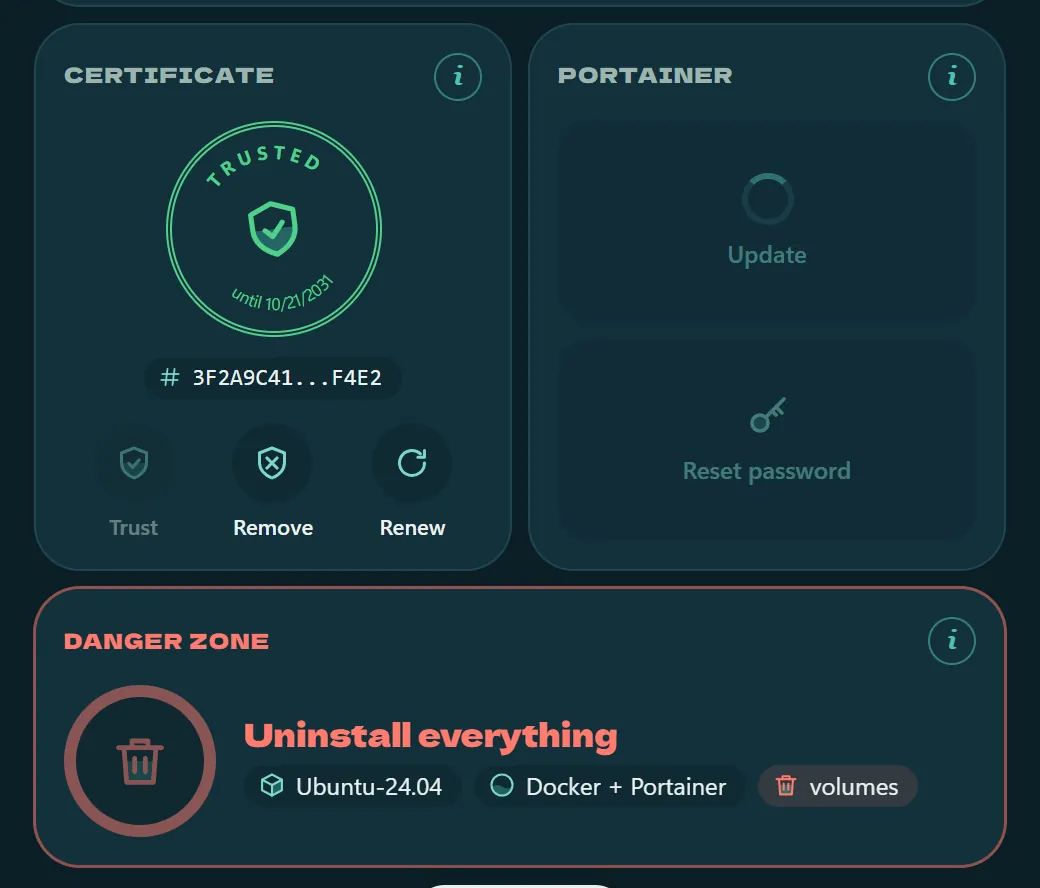 CERTIFICATE
i
TRUSTED
until 10/21/2031
# 3F2A9C41...F4E2
Trust
Remove
Renew
PORTAINER
i
Update
Reset password
DANGER ZONE
i
Uninstall everything
Ubuntu-24.04
Docker + Portainer
volumes